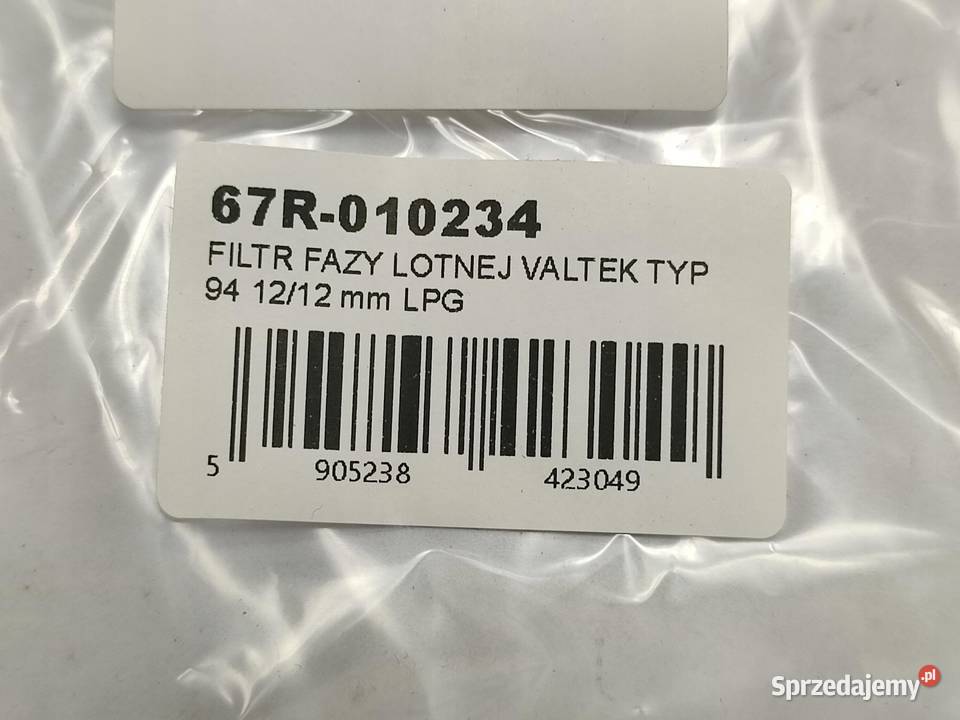 67R-010234
FILTR FAZY LOTNEJ VALTEK TYP
94 12/12 mm LPG
5 905238 423049
Sprzedajemy.pl